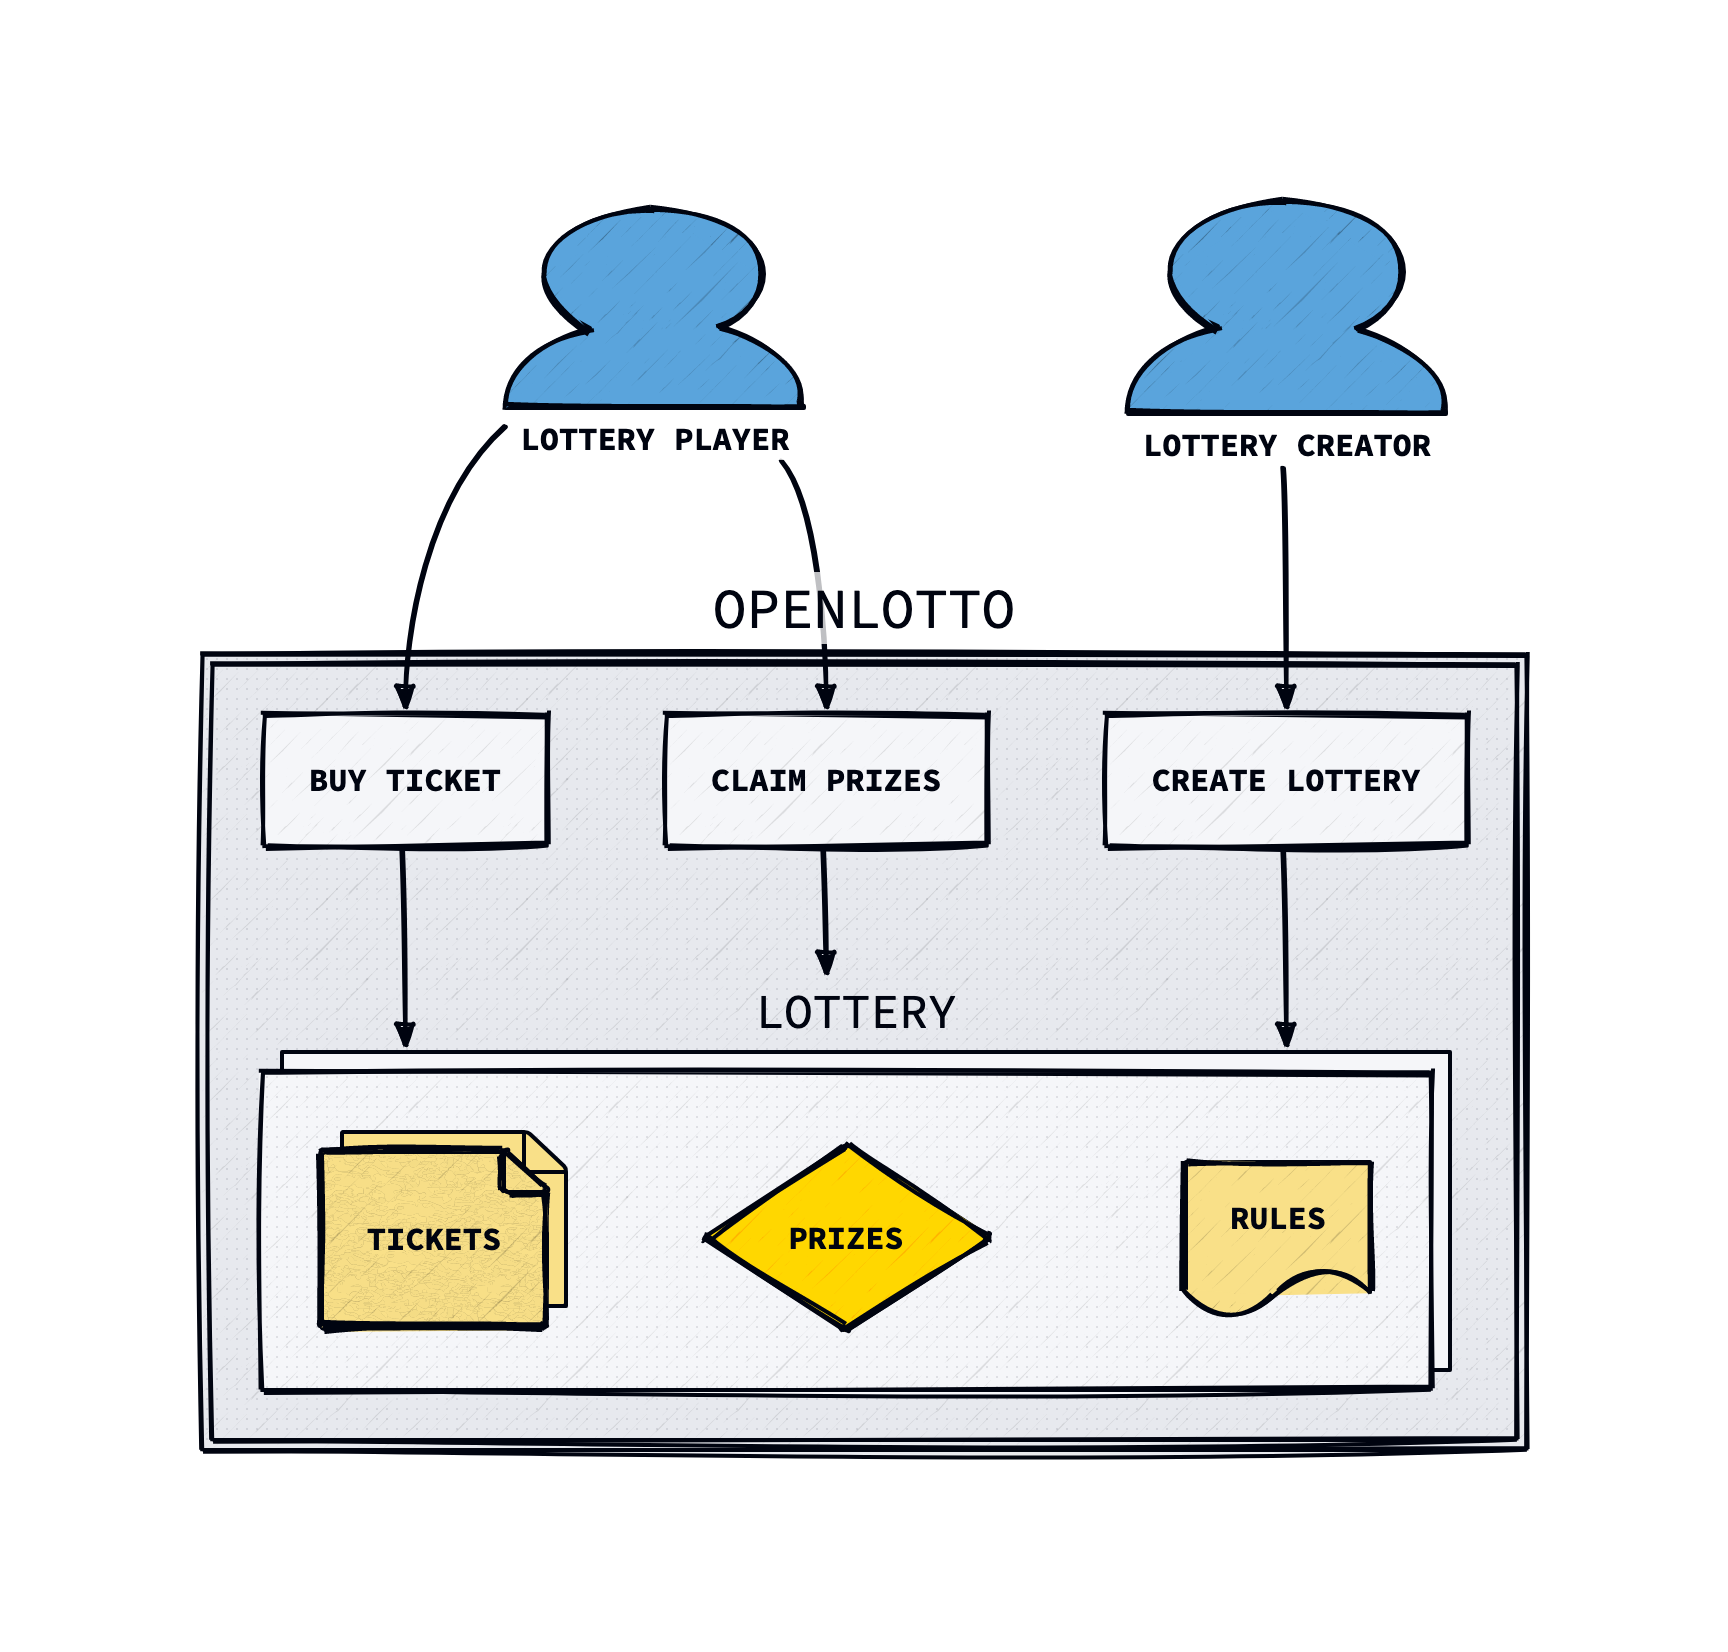 LOTTERY PLAYER
LOTTERY CREATOR
OPENLOTTO
BUY TICKET
CLAIM PRIZES
CREATE LOTTERY
LOTTERY
TICKETS
PRIZES
RULES